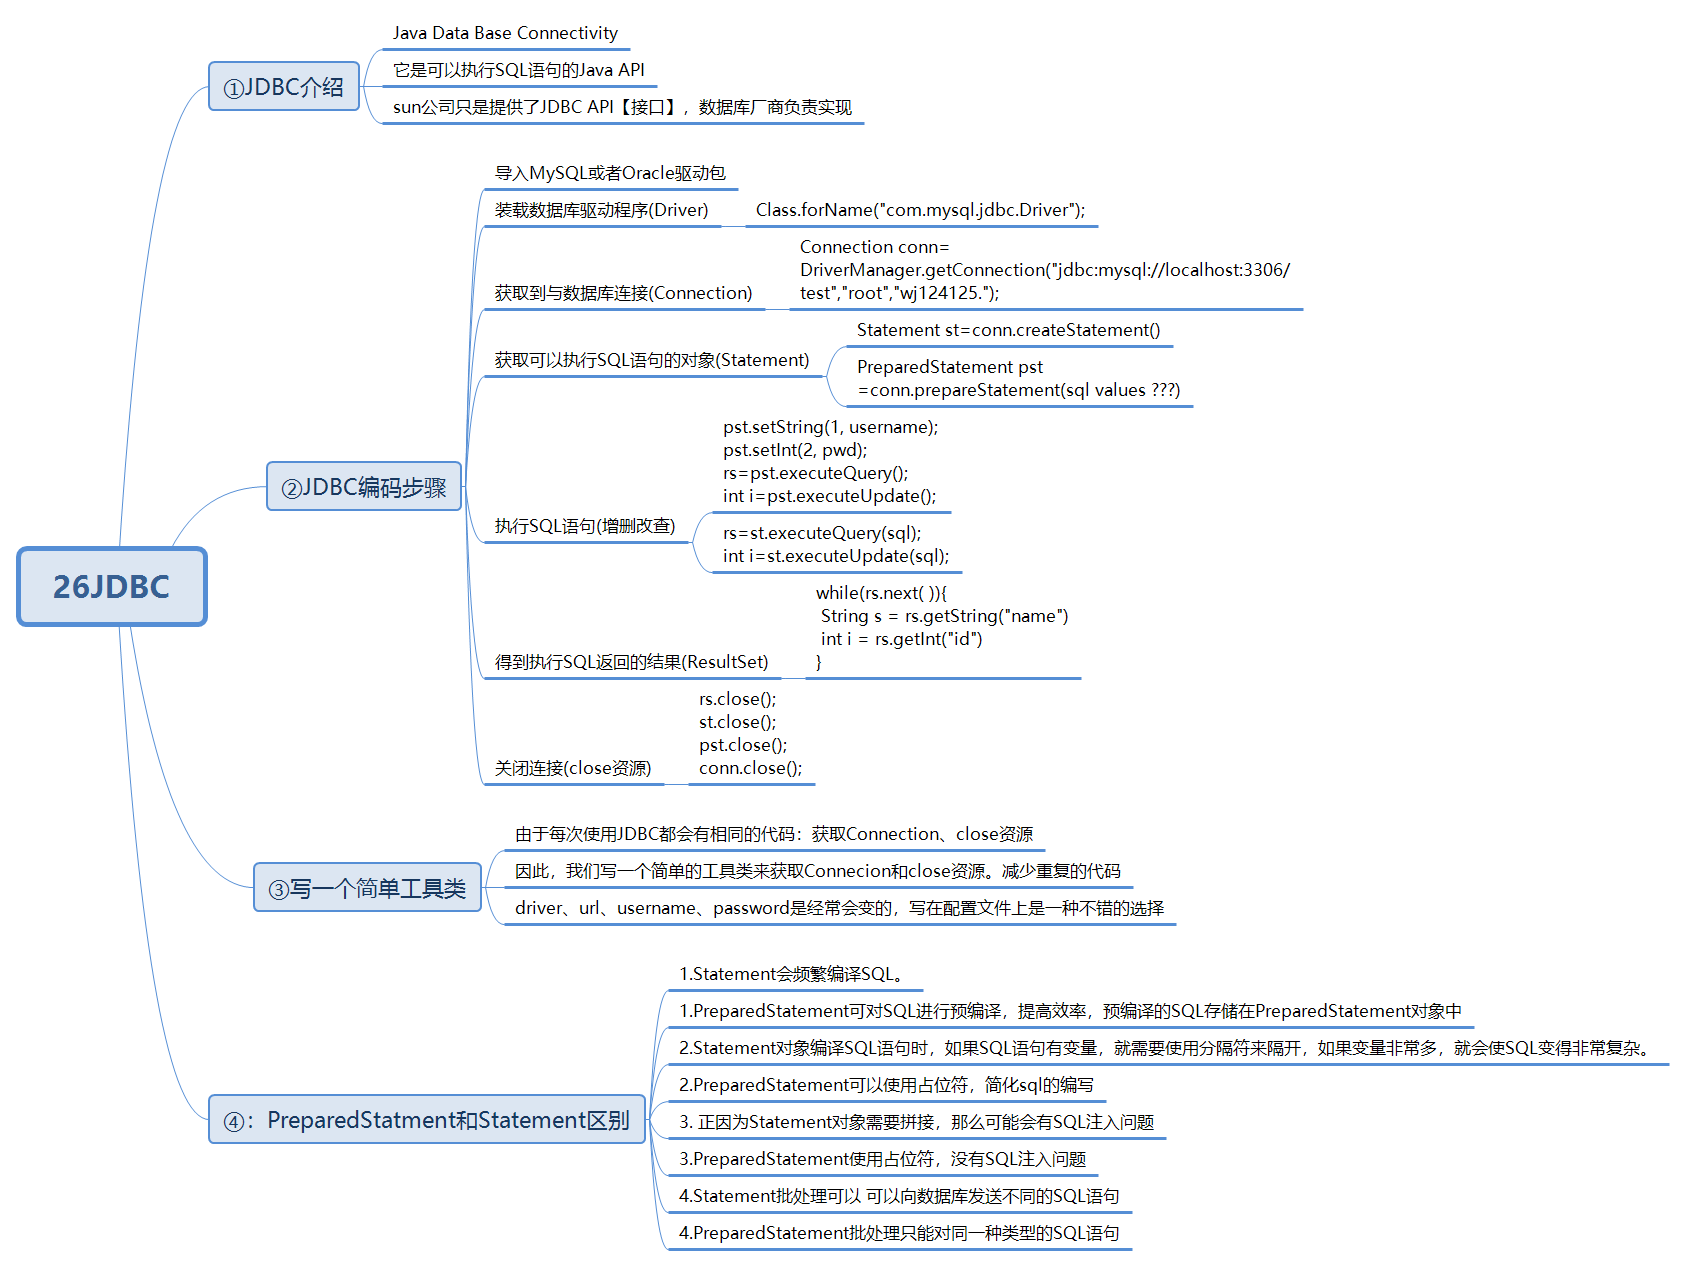 26JDBC
①JDBC介绍
Java Data Base Connectivity
它是可以执行SQL语句的Java API
sun公司只是提供了JDBC API【接口】，数据库厂商负责实现
②JDBC编码步骤
导入MySQL或者Oracle驱动包
装载数据库驱动程序(Driver)
Class.forName("com.mysql.jdbc.Driver");
获取到与数据库连接(Connection)
Connection conn=
DriverManager.getConnection("jdbc:mysql://localhost:3306/
test","root","wj124125.");
获取可以执行SQL语句的对象(Statement)
Statement st=conn.createStatement()
PreparedStatement pst
=conn.prepareStatement(sql values ???)
执行SQL语句(增删改查)
pst.setString(1, username);
pst.setInt(2, pwd);
rs=pst.executeQuery();
int i=pst.executeUpdate();
rs=st.executeQuery(sql);
int i=st.executeUpdate(sql);
得到执行SQL返回的结果(ResultSet)
while(rs.next( )){
String s = rs.getString("name")
int i = rs.getInt("id")
}
关闭连接(close资源)
rs.close();
st.close();
pst.close();
conn.close();
③写一个简单工具类
由于每次使用JDBC都会有相同的代码：获取Connection、close资源
因此，我们写一个简单的工具类来获取Connecion和close资源。减少重复的代码
driver、url、username、password是经常会变的，写在配置文件上是一种不错的选择
④：PreparedStatment和Statement区别
1.Statement会频繁编译SQL。
1.PreparedStatement可对SQL进行预编译，提高效率，预编译的SQL存储在PreparedStatement对象中
2.Statement对象编译SQL语句时，如果SQL语句有变量，就需要使用分隔符来隔开，如果变量非常多，就会使SQL变得非常复杂。
2.PreparedStatement可以使用占位符，简化sql的编写
3. 正因为Statement对象需要拼接，那么可能会有SQL注入问题
3.PreparedStatement使用占位符，没有SQL注入问题
4.Statement批处理可以 可以向数据库发送不同的SQL语句
4.PreparedStatement批处理只能对同一种类型的SQL语句